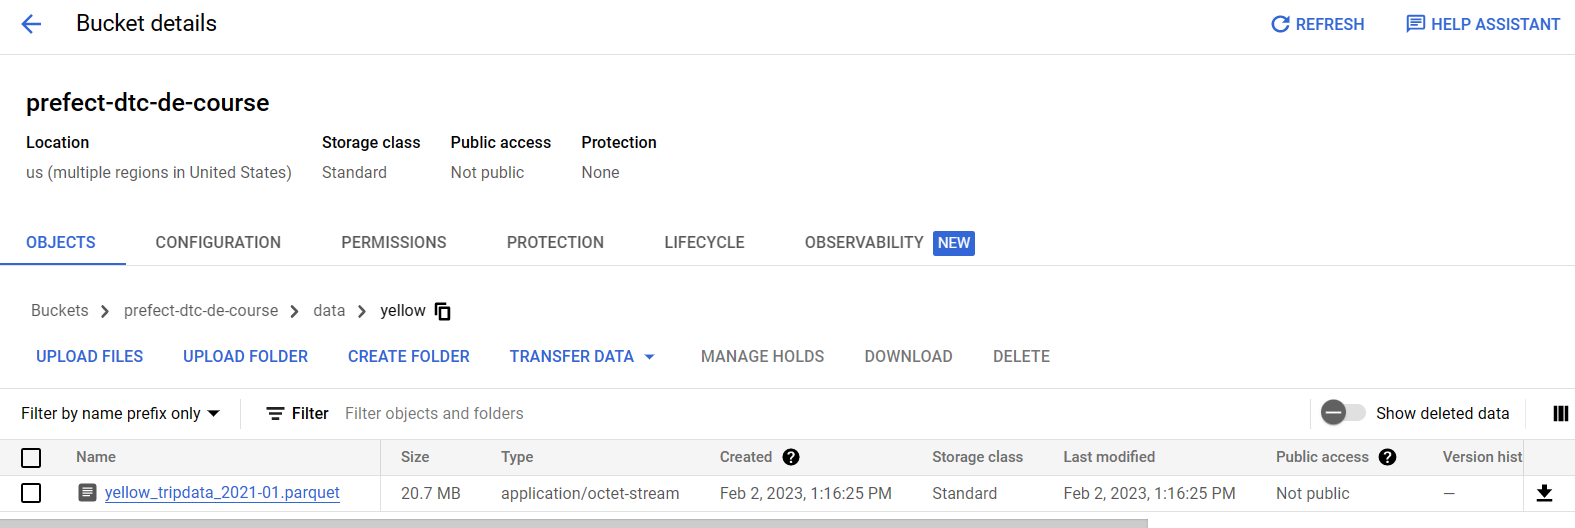 Bucket details
REFRESH HELP ASSISTANT
prefect-dtc-de-course
Location Storage class Public access Protection
us (multiple regions in United States) Standard Not public None
OBJECTS CONFIGURATION PERMISSIONS PROTECTION LIFECYCLE OBSERVABILITY NEW
Buckets prefect-dtc-de-course data yellow
UPLOAD FILES UPLOAD FOLDER CREATE FOLDER TRANSFER DATA MANAGE HOLDS DOWNLOAD DELETE
Filter by name prefix only Filter Filter objects and folders Show deleted data
Name Size Type Created Storage class Last modified Public access Version hist
yellow_tripdata_2021-01.parquet 20.7 MB application/octet-stream Feb 2, 2023, 1:16:25 PM Standard Feb 2, 2023, 1:16:25 PM Not public —